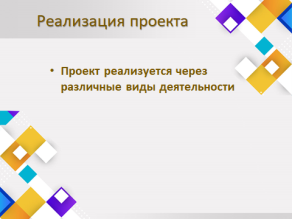 Реализация проекта
• Проект реализуется через
различные виды деятельности